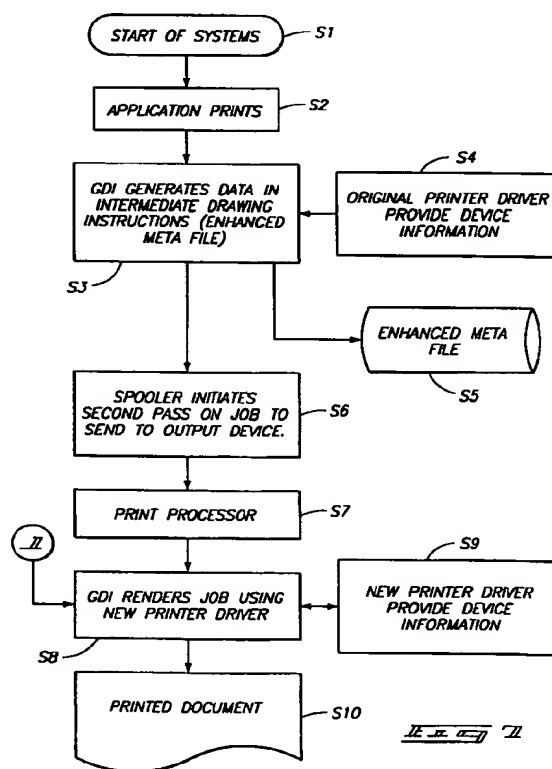 START OF SYSTEMS
S1
APPLICATION PRINTS
S2
GDI GENERATES DATA IN
INTERMEDIATE DRAWING
INSTRUCTIONS (ENHANCED
META FILE)
S3
S4
ORIGINAL PRINTER DRIVER
PROVIDE DEVICE
INFORMATION
ENHANCED META
FILE
S5
SPOOLER INITIATES
SECOND PASS ON JOB TO
SEND TO OUTPUT DEVICE.
S6
PRINT PROCESSOR
S7
GDI RENDERS JOB USING
NEW PRINTER DRIVER
S8
S9
NEW PRINTER DRIVER
PROVIDE DEVICE
INFORMATION
PRINTED DOCUMENT
S10